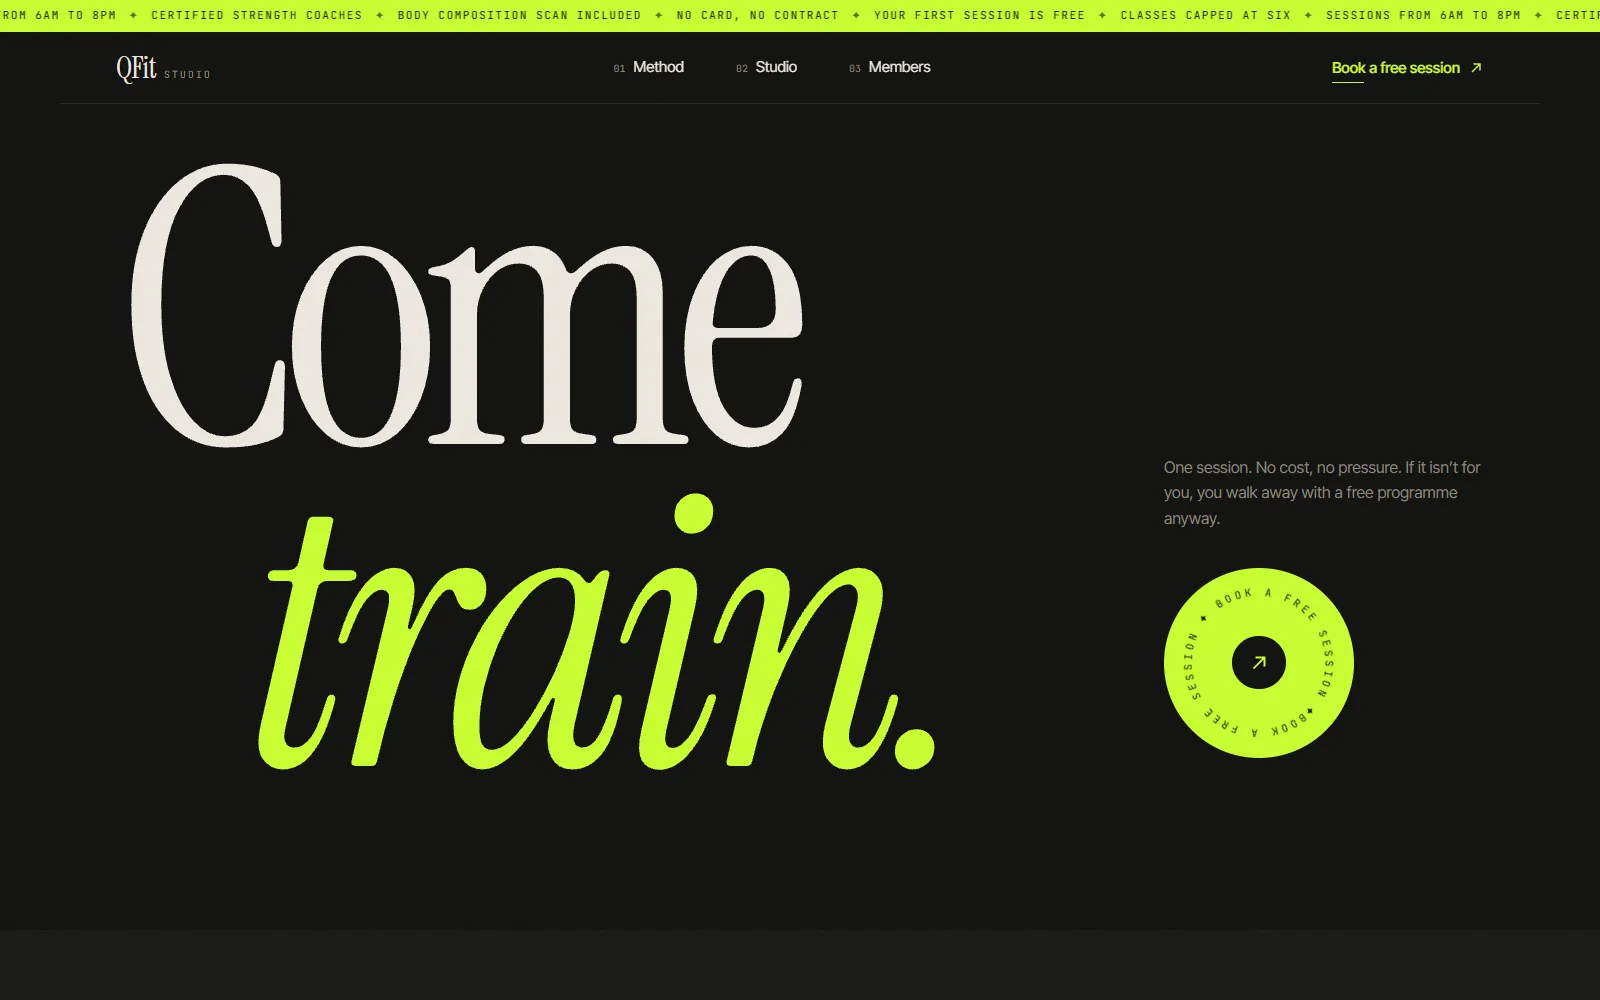 FROM 6AM TO 8PM ✦ CERTIFIED STRENGTH COACHES ✦ BODY COMPOSITION SCAN INCLUDED ✦ NO CARD, NO CONTRACT ✦ YOUR FIRST SESSION IS FREE ✦ CLASSES CAPPED AT SIX ✦ SESSIONS FROM 6AM TO 8PM ✦ CERTIF
QFit STUDIO
01 Method
02 Studio
03 Members
Book a free session ↗
Come
train.
One session. No cost, no pressure. If it isn’t for
you, you walk away with a free programme
anyway.
BOOK A FREE SESSION ✦ BOOK A FREE SESSION ✦